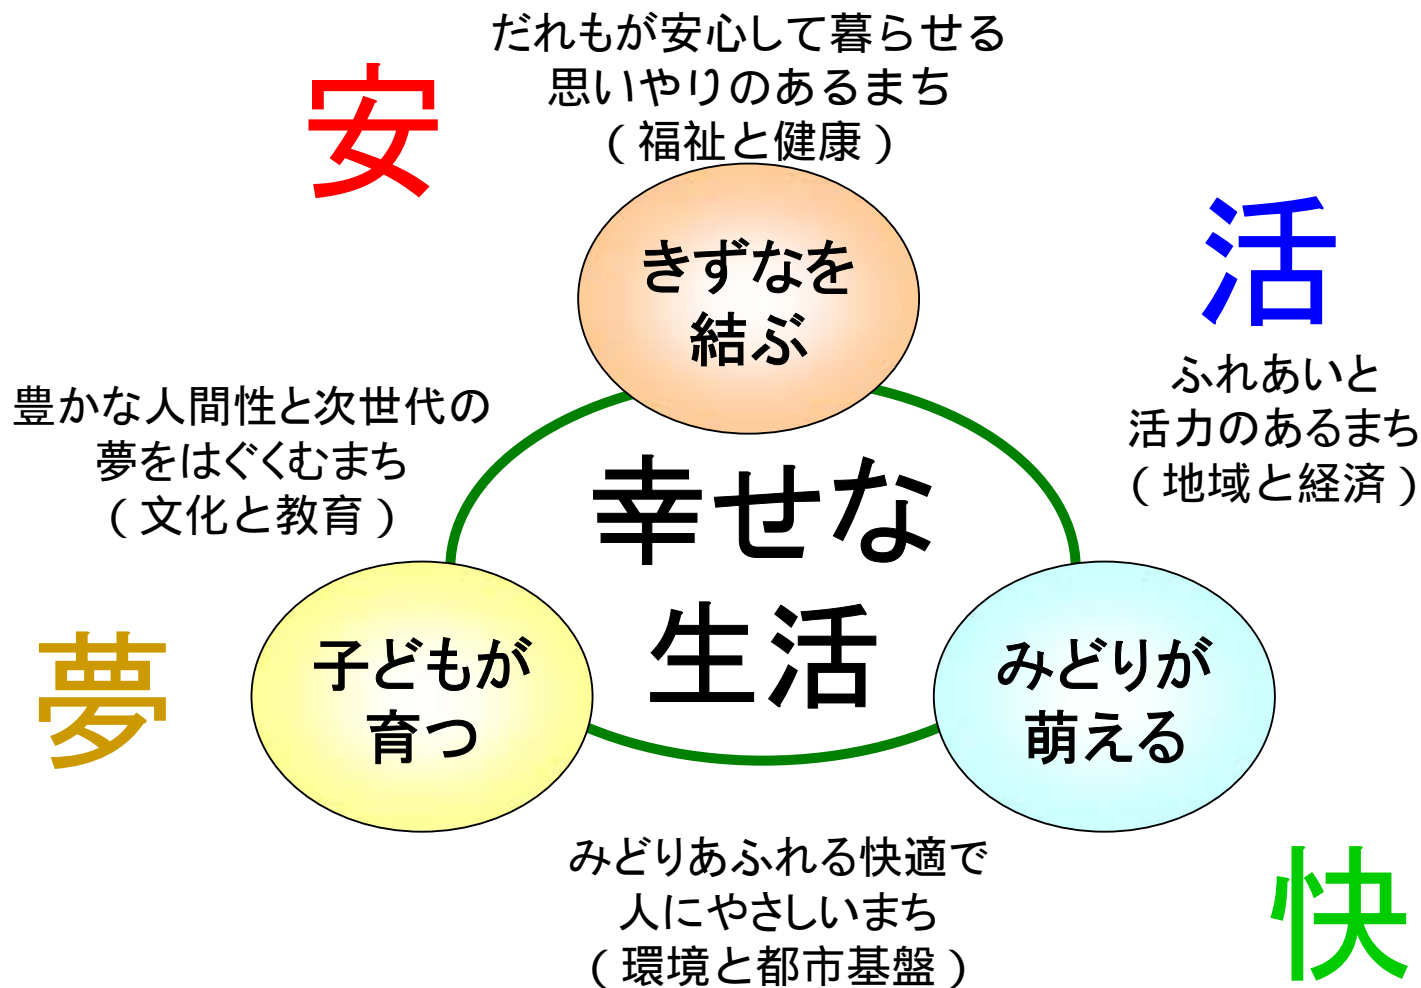 だれもが安心して暮らせる
思いやりのあるまち
（福祉と健康）
安
きずなを
結ぶ
活
ふれあいと
活力のあるまち
（地域と経済）
豊かな人間性と次世代の
夢をはぐくむまち
（文化と教育）
幸せな
生活
夢
子どもが
育つ
みどりが
萌える
みどりあふれる快適で
人にやさしいまち
（環境と都市基盤）
快